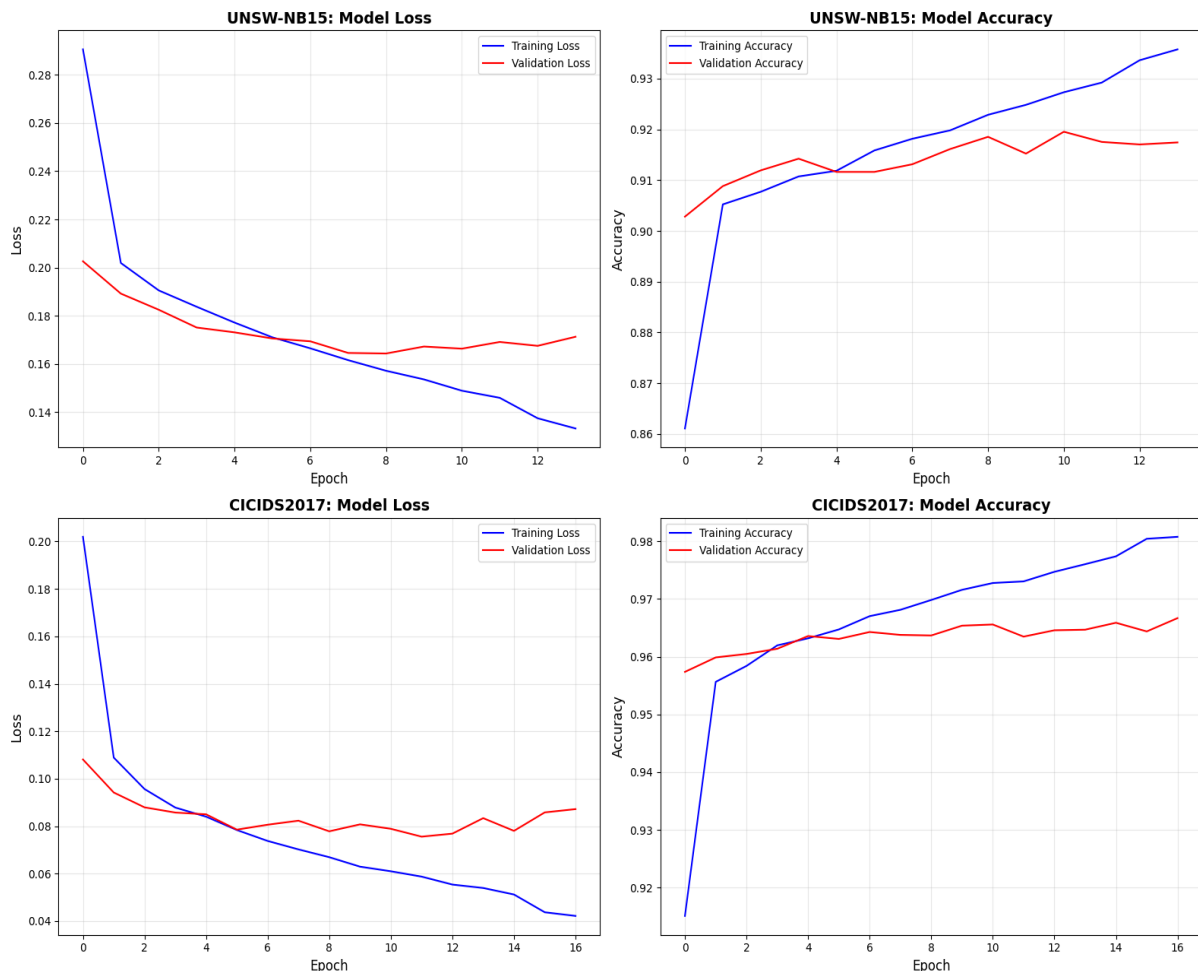 UNSW-NB15: Model Loss
Training Loss
Validation Loss
0.28
0.26
0.24
0.22
0.20
0.18
0.16
0.14
Loss
0 2 4 6 8 10 12
Epoch
UNSW-NB15: Model Accuracy
Training Accuracy
Validation Accuracy
0.93
0.92
0.91
0.90
0.89
0.88
0.87
0.86
Accuracy
0 2 4 6 8 10 12
Epoch
CICIDS2017: Model Loss
Training Loss
Validation Loss
0.20
0.18
0.16
0.14
0.12
0.10
0.08
0.06
0.04
Loss
0 2 4 6 8 10 12 14 16
Epoch
CICIDS2017: Model Accuracy
Training Accuracy
Validation Accuracy
0.98
0.97
0.96
0.95
0.94
0.93
0.92
Accuracy
0 2 4 6 8 10 12 14 16
Epoch